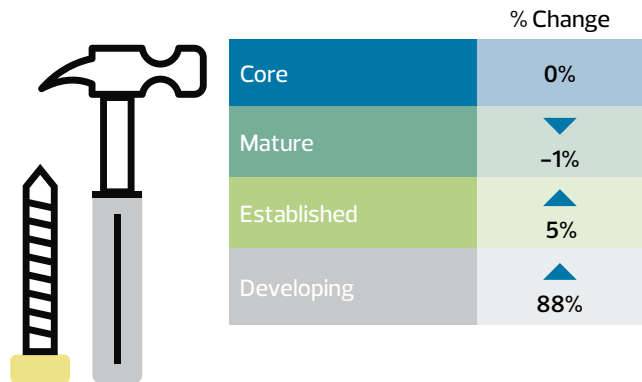 % Change
Core 0%
Mature
–1%
Established
5%
Developing
88%